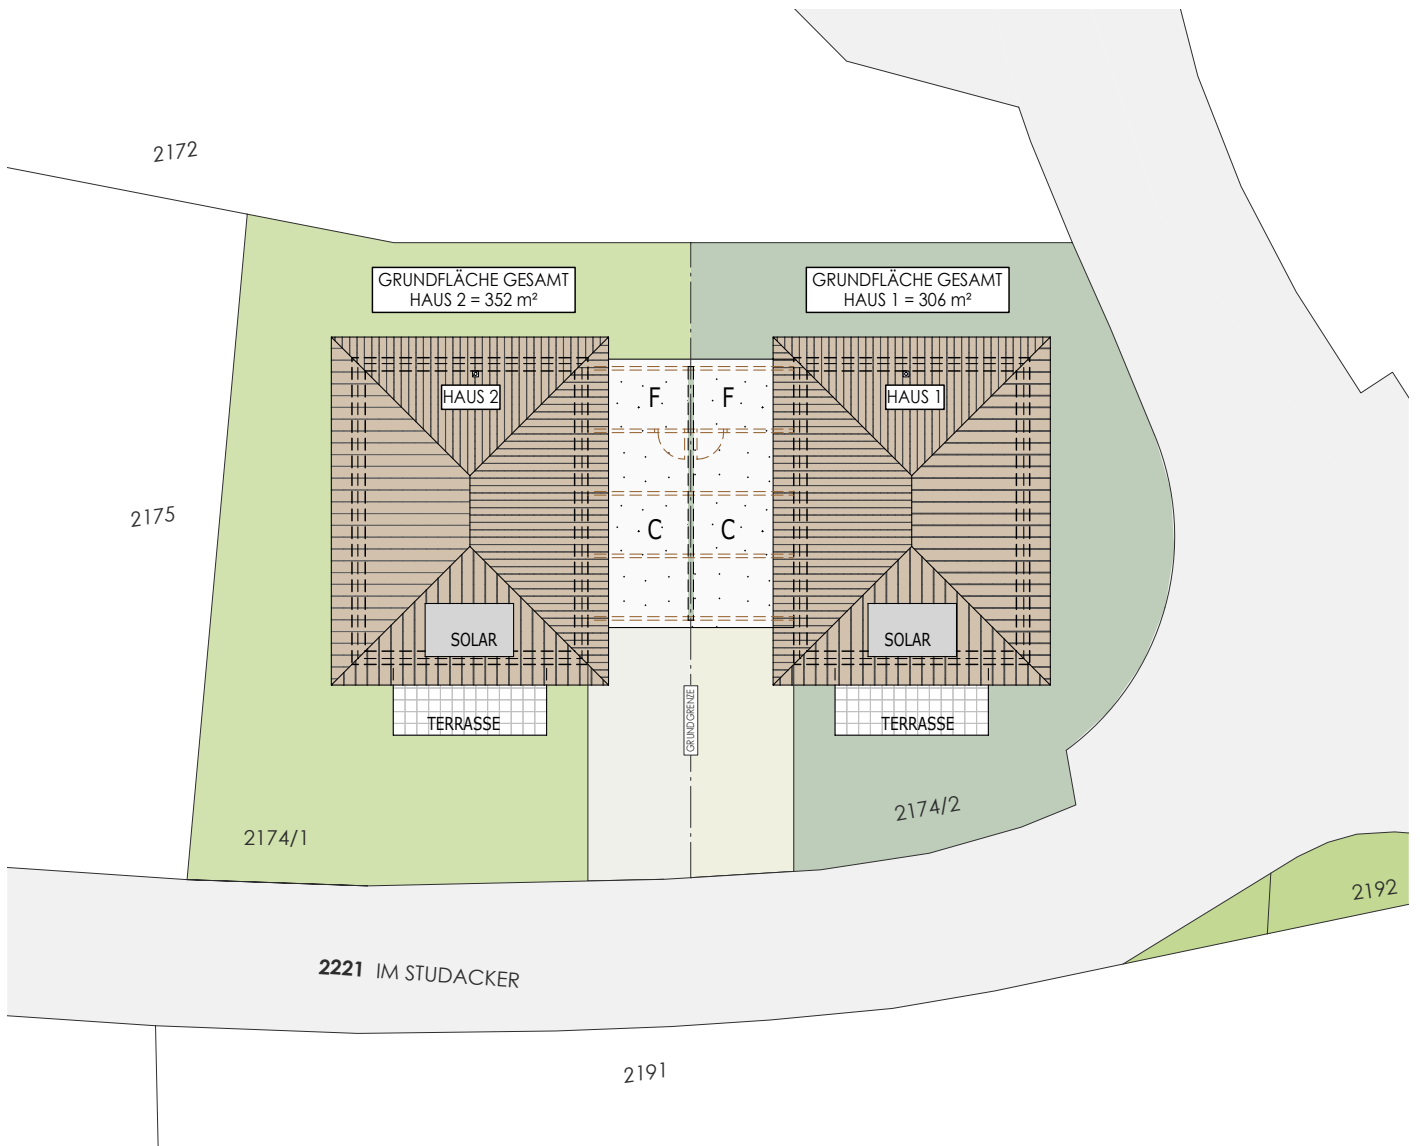 2172
GRUNDFLÄCHE GESAMT
HAUS 2 = 352 m²
GRUNDFLÄCHE GESAMT
HAUS 1 = 306 m²
HAUS 2
F
F
HAUS 1
2175
C
C
SOLAR
SOLAR
GRUNDGRENZE
TERRASSE
TERRASSE
2174/1
2174/2
2192
2221 IM STUDACKER
2191